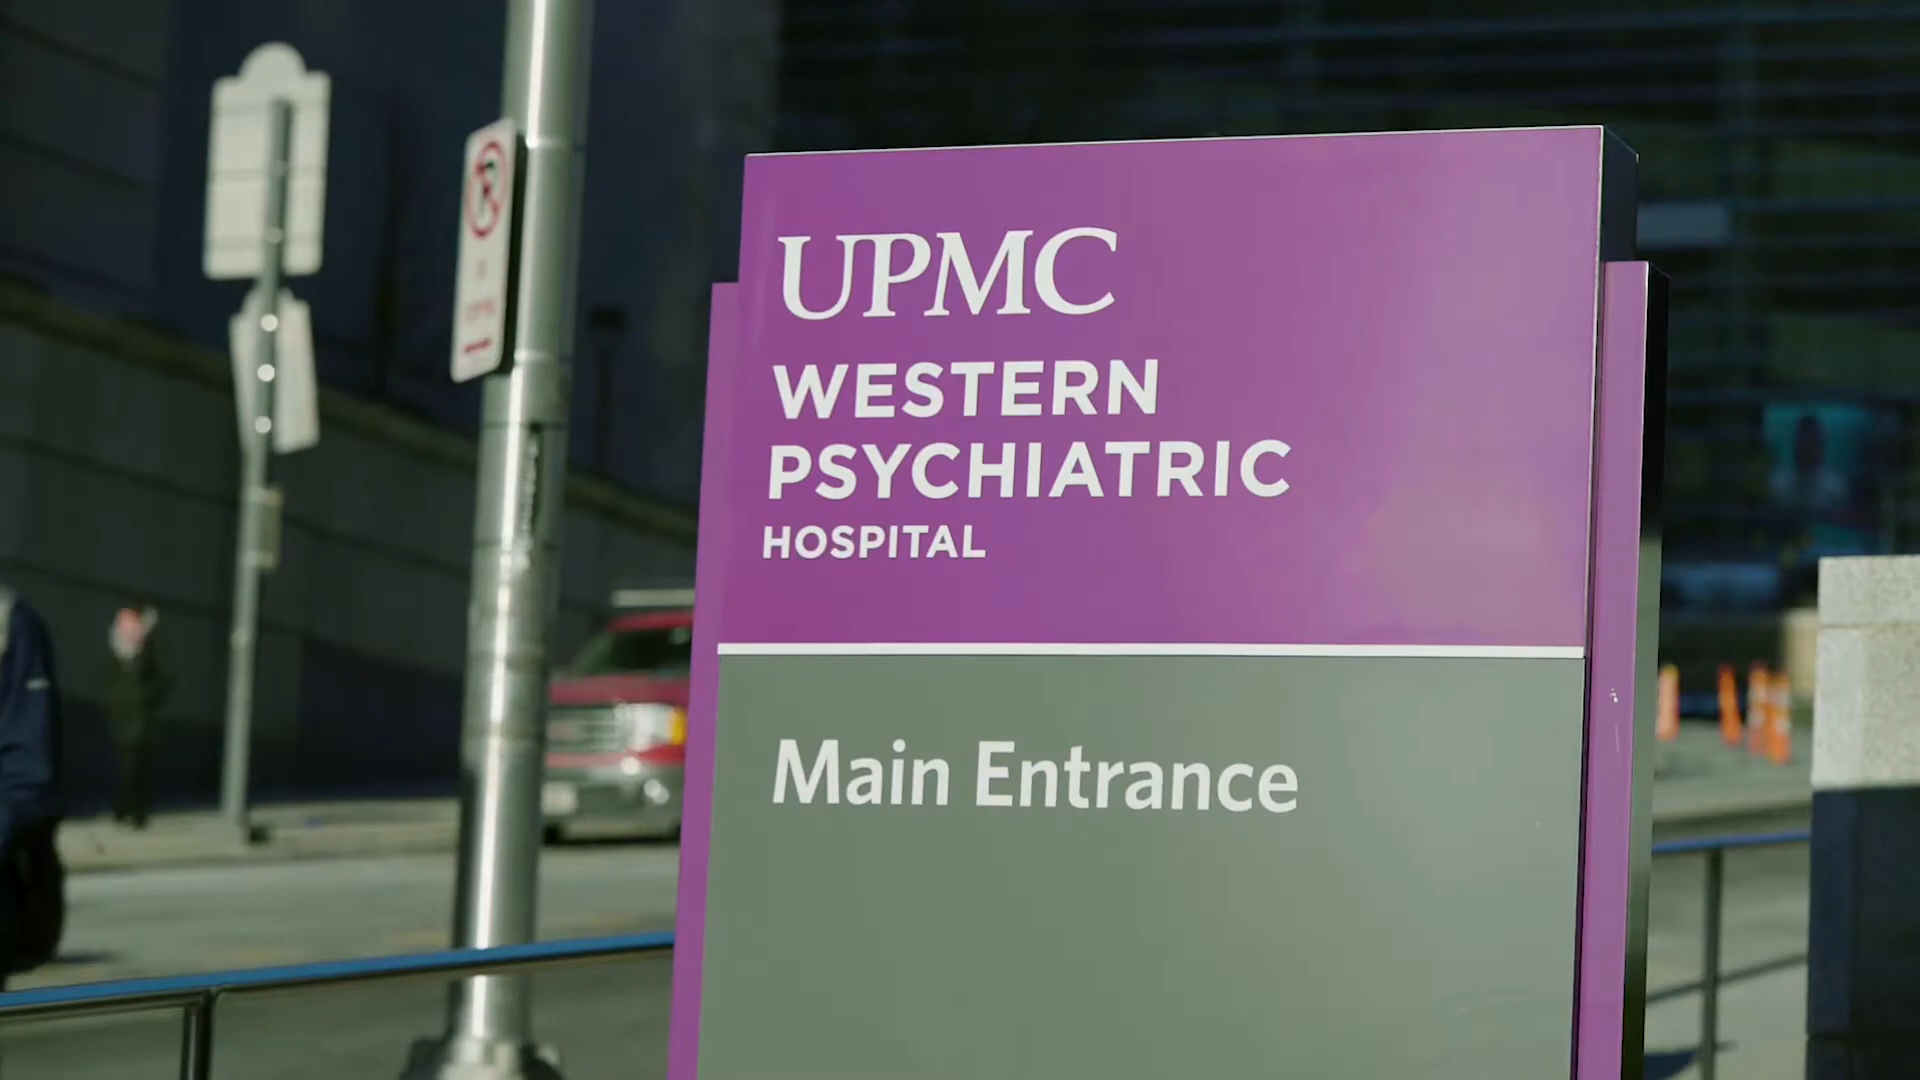 UPMC
WESTERN
PSYCHIATRIC
HOSPITAL
Main Entrance